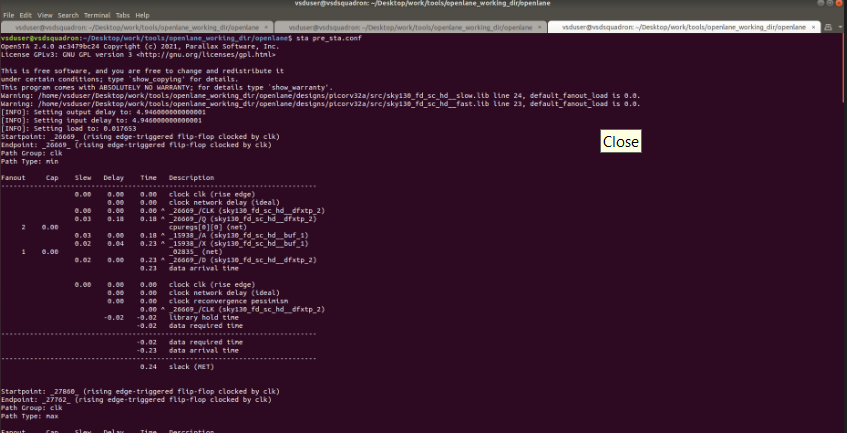 vsduser@vsdsquadron: ~/Desktop/work/tools/openlane_working_dir/openlane
File Edit View Search Terminal Tabs Help
vsduser@vsdsquadron: ~/Desktop/work/tools/openlane_working_dir/openlane × vsduser@vsdsquadron: ~/Desktop/work/tools/openlane_working_dir/openlane × vsduser@vsdsquadron: ~/Desktop/work/tools/openlane_working_dir/openlane ×
vsduser@vsdsquadron:~/Desktop/work/tools/openlane_working_dir/openlane$ sta pre_sta.conf
OpenSTA 2.4.0 ac3479bc24 Copyright (c) 2021, Parallax Software, Inc.
License GPLv3: GNU GPL version 3 <http://gnu.org/licenses/gpl.html>
This is free software, and you are free to change and redistribute it
under certain conditions; type `show_copying' for details.
This program comes with ABSOLUTELY NO WARRANTY; for details type `show_warranty'.
Warning: /home/vsduser/Desktop/work/tools/openlane_working_dir/openlane/designs/picorv32a/src/sky130_fd_sc_hd__slow.lib line 24, default_fanout_load is 0.0.
Warning: /home/vsduser/Desktop/work/tools/openlane_working_dir/openlane/designs/picorv32a/src/sky130_fd_sc_hd__fast.lib line 23, default_fanout_load is 0.0.
[INFO]: Setting output delay to: 4.946000000000001
[INFO]: Setting input delay to: 4.946000000000001
[INFO]: Setting load to: 0.017653
Startpoint: _26669_ (rising edge-triggered flip-flop clocked by clk)
Endpoint: _26669_ (rising edge-triggered flip-flop clocked by clk)
Close
Path Group: clk
Path Type: min
Fanout Cap Slew Delay Time Description
-----------------------------------------------------------------------------
0.00 0.00 0.00 clock clk (rise edge)
0.00 0.00 clock network delay (ideal)
0.00 0.00 0.00 ^ _26669_/CLK (sky130_fd_sc_hd__dfxtp_2)
0.03 0.18 0.18 ^ _26669_/Q (sky130_fd_sc_hd__dfxtp_2)
2 0.00 cpuregs[0][0] (net)
0.03 0.00 0.18 ^ _15938_/A (sky130_fd_sc_hd__buf_1)
0.02 0.04 0.23 ^ _15938_/X (sky130_fd_sc_hd__buf_1)
1 0.00 _02835_ (net)
0.02 0.00 0.23 ^ _26669_/D (sky130_fd_sc_hd__dfxtp_2)
0.23 data arrival time
0.00 0.00 0.00 clock clk (rise edge)
0.00 0.00 clock network delay (ideal)
0.00 0.00 clock reconvergence pessimism
0.00 ^ _26669_/CLK (sky130_fd_sc_hd__dfxtp_2)
-0.02 -0.02 library hold time
-0.02 data required time
-----------------------------------------------------------------------------
-0.02 data required time
-0.23 data arrival time
-----------------------------------------------------------------------------
0.24 slack (MET)
Startpoint: _27860_ (rising edge-triggered flip-flop clocked by clk)
Endpoint: _27762_ (rising edge-triggered flip-flop clocked by clk)
Path Group: clk
Path Type: max
Fanout Cap Slew Delay Time Description